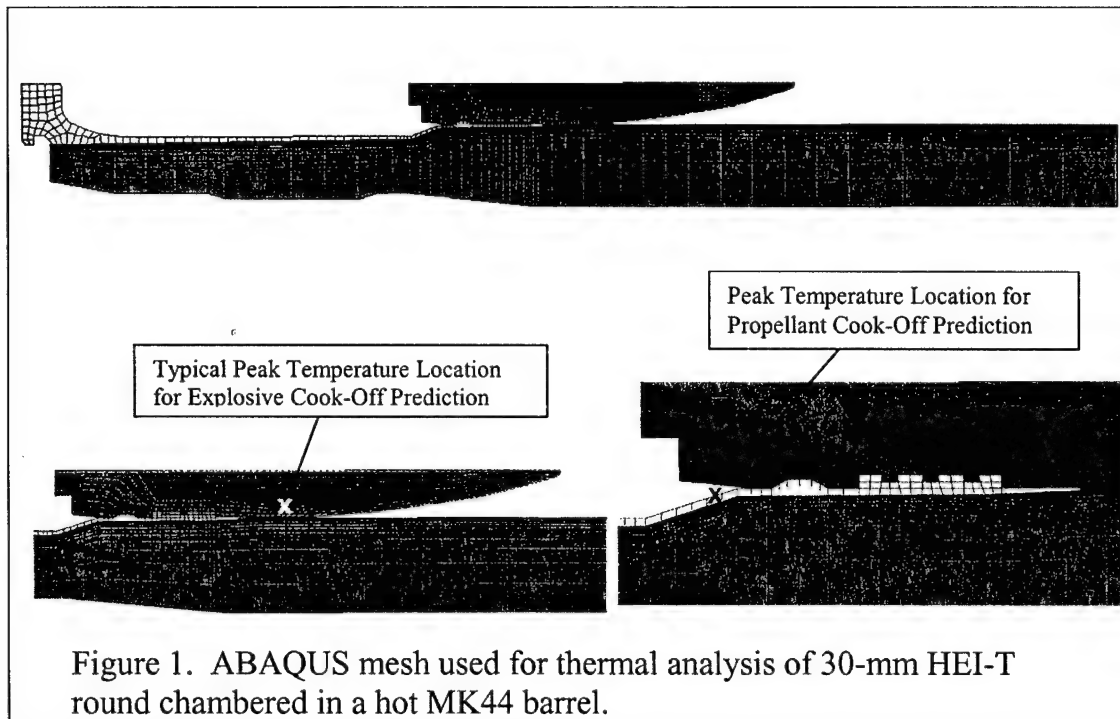 Peak Temperature Location for
Propellant Cook-Off Prediction
Typical Peak Temperature Location
for Explosive Cook-Off Prediction
X
X
Figure 1. ABAQUS mesh used for thermal analysis of 30-mm HEI-T
round chambered in a hot MK44 barrel.